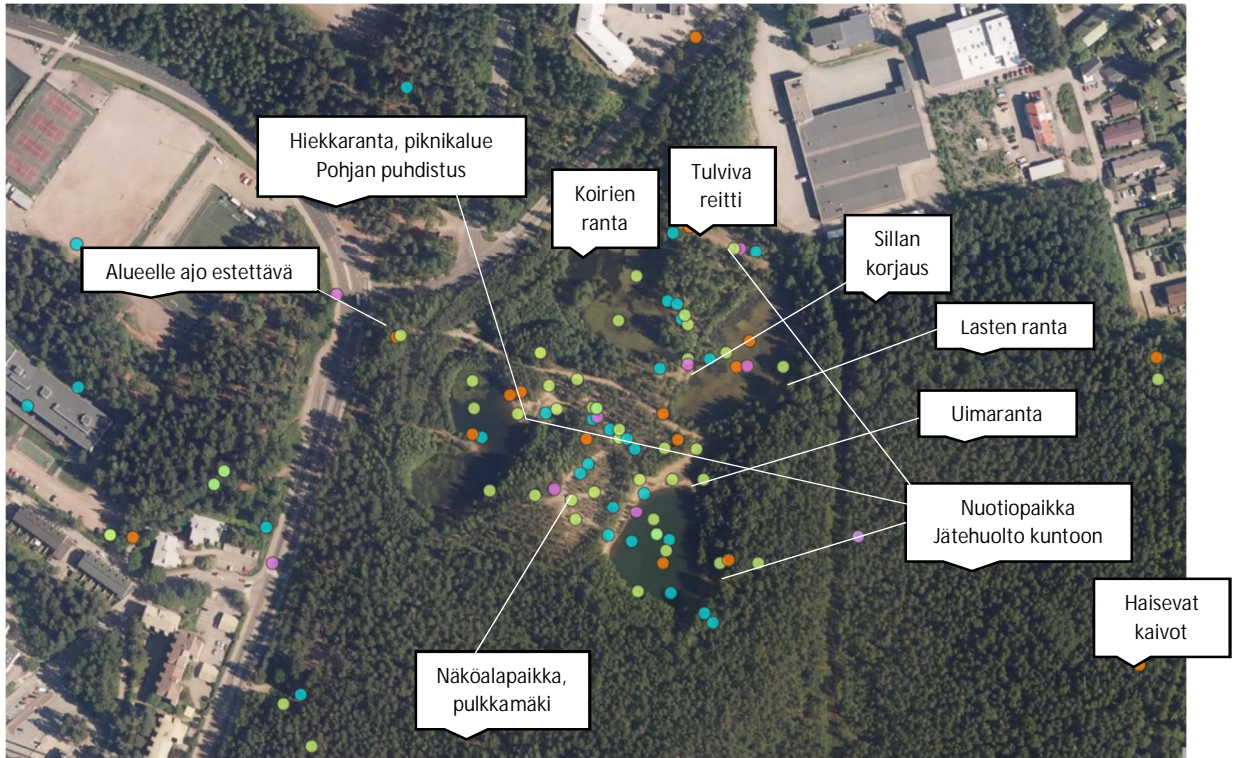 Hiekkaranta, piknikalue
Pohjan puhdistus
Koirien
ranta
Tulviva
reitti
Sillan
korjaus
Alueelle ajo estettävä
Lasten ranta
Uimaranta
Nuotiopaikka
Jätehuolto kuntoon
Haisevat
kaivot
Näköalapaikka,
pulkkamäki